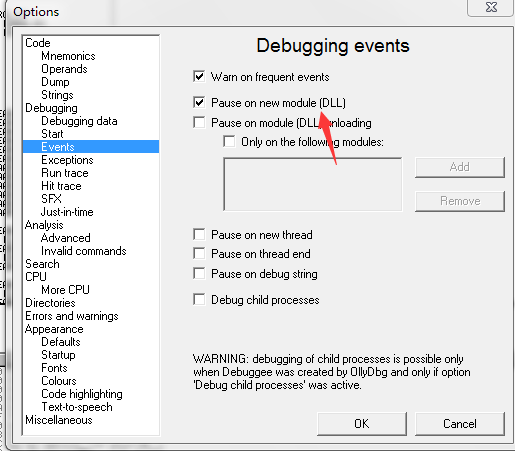 Options
Code
Mnemonics
Operands
Dump
Strings
Debugging
Debugging data
Start
Events
Exceptions
Run trace
Hit trace
SFX
Just-in-time
Analysis
Advanced
Invalid commands
Search
CPU
More CPU
Directories
Errors and warnings
Appearance
Defaults
Startup
Fonts
Colours
Code highlighting
Text-to-speech
Miscellaneous
Debugging events
Warn on frequent events
Pause on new module (DLL)
Pause on module (DLL) unloading
Only on the following modules:
Add
Remove
Pause on new thread
Pause on thread end
Pause on debug string
Debug child processes
WARNING: debugging of child processes is possible only
when Debuggee was created by OllyDbg and only if option
'Debug child processes' was active.
OK
Cancel